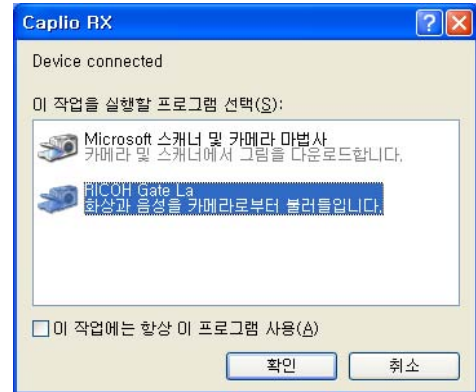 Caplio RX
Device connected
이 작업을 실행할 프로그램 선택(S):
Microsoft 스캐너 및 카메라 마법사
카메라 및 스캐너에서 그림을 다운로드합니다.
RICOH Gate La
화상과 음성을 카메라로부터 불러들입니다.
이 작업에는 항상 이 프로그램 사용(A)
확인 취소